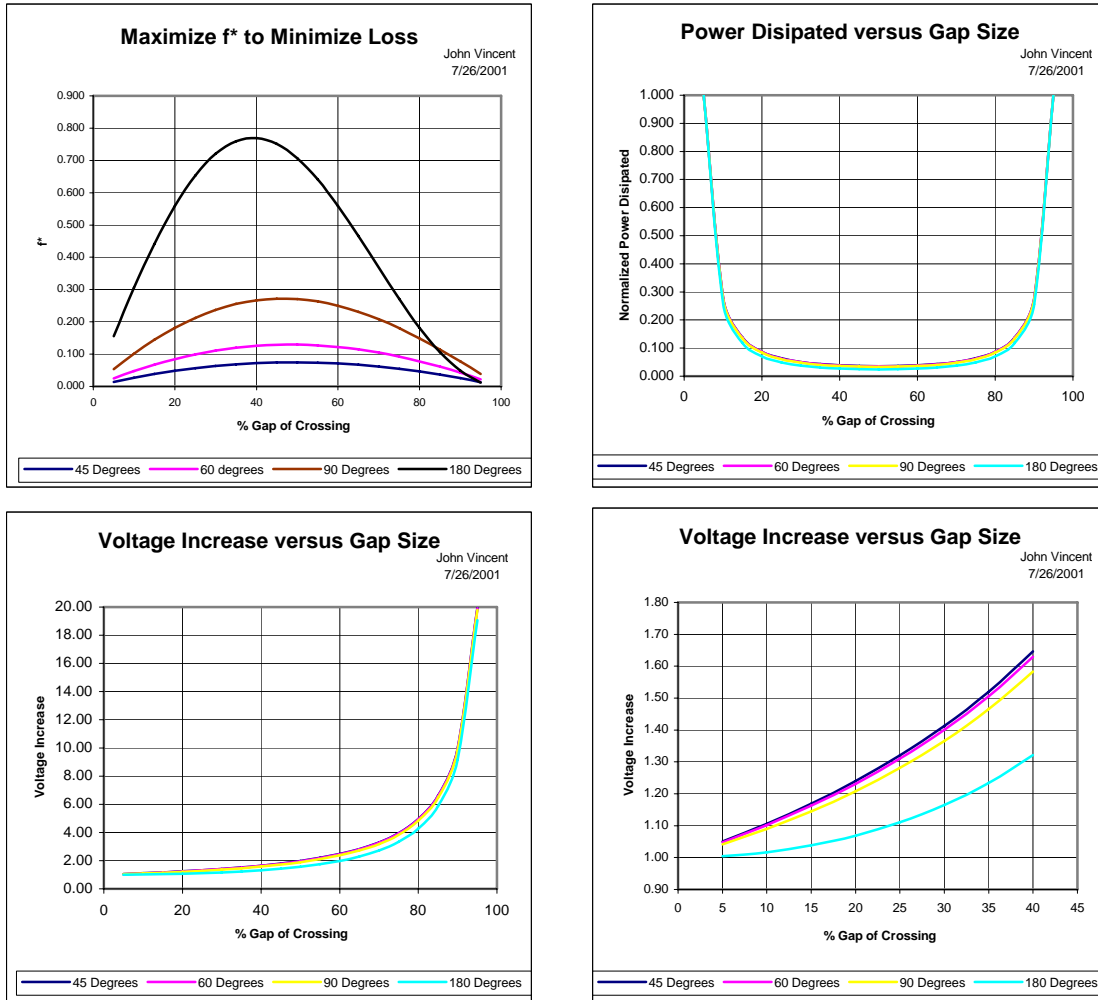 Maximize f* to Minimize Loss
John Vincent
7/26/2001
0.900
0.800
0.700
0.600
0.500
0.400
0.300
0.200
0.100
0.000
f*
0 20 40 60 80 100
% Gap of Crossing
45 Degrees 60 degrees 90 Degrees 180 Degrees
Power Disipated versus Gap Size
John Vincent
7/26/2001
1.000
0.900
0.800
0.700
0.600
0.500
0.400
0.300
0.200
0.100
0.000
Normalized Power Disipated
0 20 40 60 80 100
% Gap of Crossing
45 Degrees 60 Degrees 90 Degrees 180 Degrees
Voltage Increase versus Gap Size
John Vincent
7/26/2001
20.00
18.00
16.00
14.00
12.00
10.00
8.00
6.00
4.00
2.00
0.00
Voltage Increase
0 20 40 60 80 100
% Gap of Crossing
45 Degrees 60 Degrees 90 Degrees 180 Degrees
Voltage Increase versus Gap Size
John Vincent
7/26/2001
1.80
1.70
1.60
1.50
1.40
1.30
1.20
1.10
1.00
0.90
Voltage Increase
0 5 10 15 20 25 30 35 40 45
% Gap of Crossing
45 Degrees 60 Degrees 90 Degrees 180 Degrees